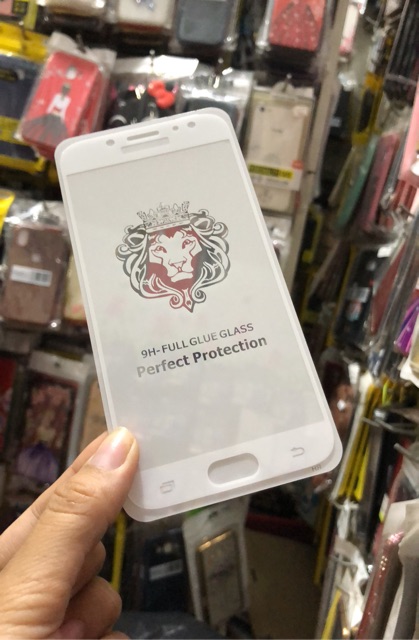 9H-FULL GLUE GLASS
Perfect Protection